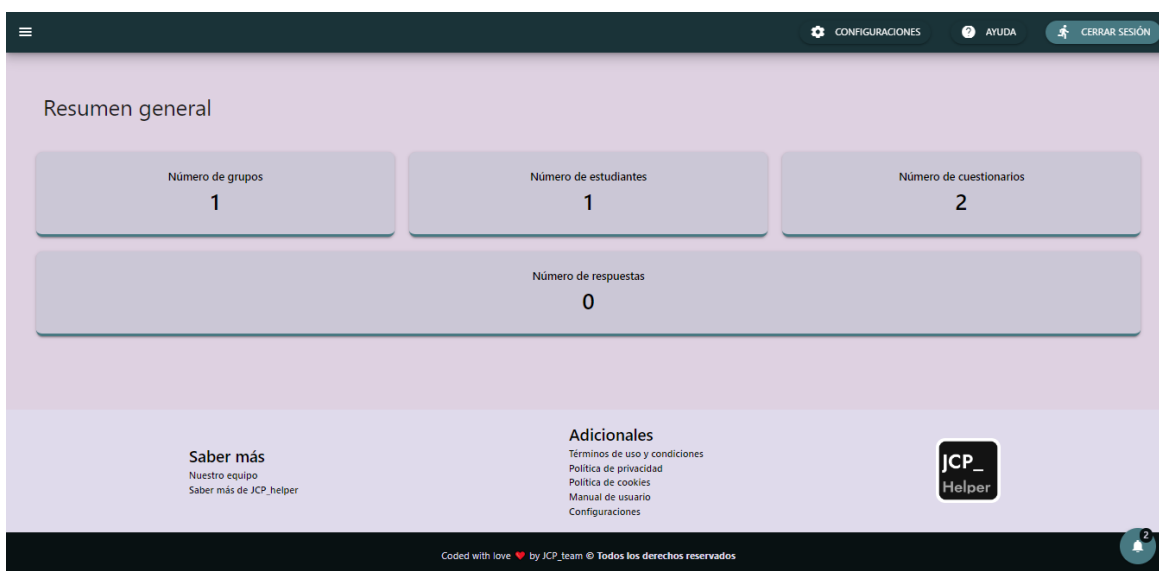 CONFIGURACIONES
AYUDA
CERRAR SESIÓN
Resumen general
Número de grupos
1
Número de estudiantes
1
Número de cuestionarios
2
Número de respuestas
0
Saber más
Nuestro equipo
Saber más de JCP_helper
Adicionales
Términos de uso y condiciones
Política de privacidad
Política de cookies
Manual de usuario
Configuraciones
JCP_
Helper
Coded with love ❤ by JCP_team © Todos los derechos reservados
2